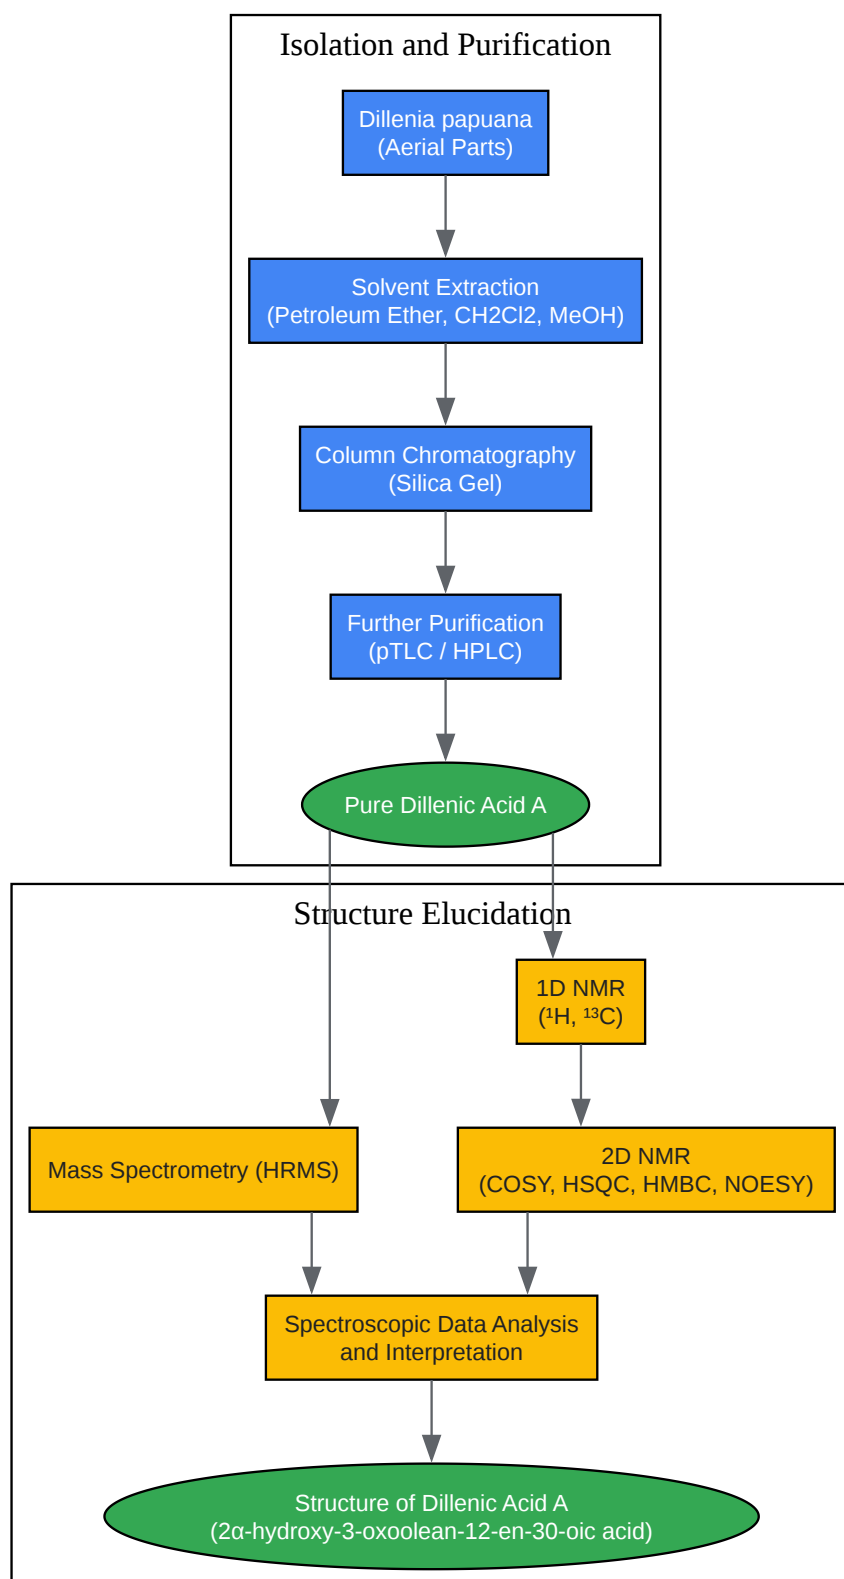 Isolation and Purification
Dillenia papuana
(Aerial Parts)
Solvent Extraction
(Petroleum Ether, CH2Cl2, MeOH)
Column Chromatography
(Silica Gel)
Further Purification
(pTLC / HPLC)
Pure Dillenic Acid A
Structure Elucidation
1D NMR
(¹H, ¹³C)
Mass Spectrometry (HRMS)
2D NMR
(COSY, HSQC, HMBC, NOESY)
Spectroscopic Data Analysis
and Interpretation
Structure of Dillenic Acid A
(2α-hydroxy-3-oxoolean-12-en-30-oic acid)